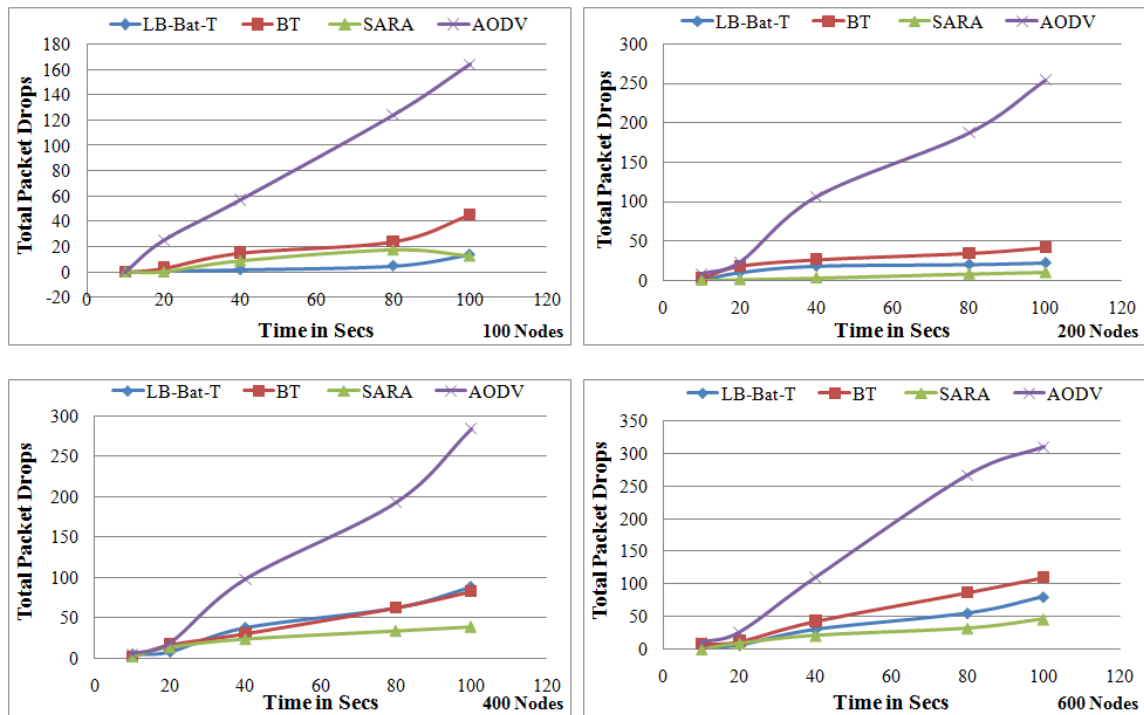 LB-Bat-T BT SARA AODV
180
160
140
120
100
80
60
40
20
0
-20
Total Packet Drops
0 20 40 60 80 100 120
Time in Secs
100 Nodes
LB-Bat-T BT SARA AODV
300
250
200
150
100
50
0
Total Packet Drops
0 20 40 60 80 100 120
Time in Secs
200 Nodes
LB-Bat-T BT SARA AODV
300
250
200
150
100
50
0
Total Packet Drops
0 20 40 60 80 100 120
Time in Secs
400 Nodes
LB-Bat-T BT SARA AODV
350
300
250
200
150
100
50
0
Total Packet Drops
0 20 40 60 80 100 120
Time in Secs
600 Nodes